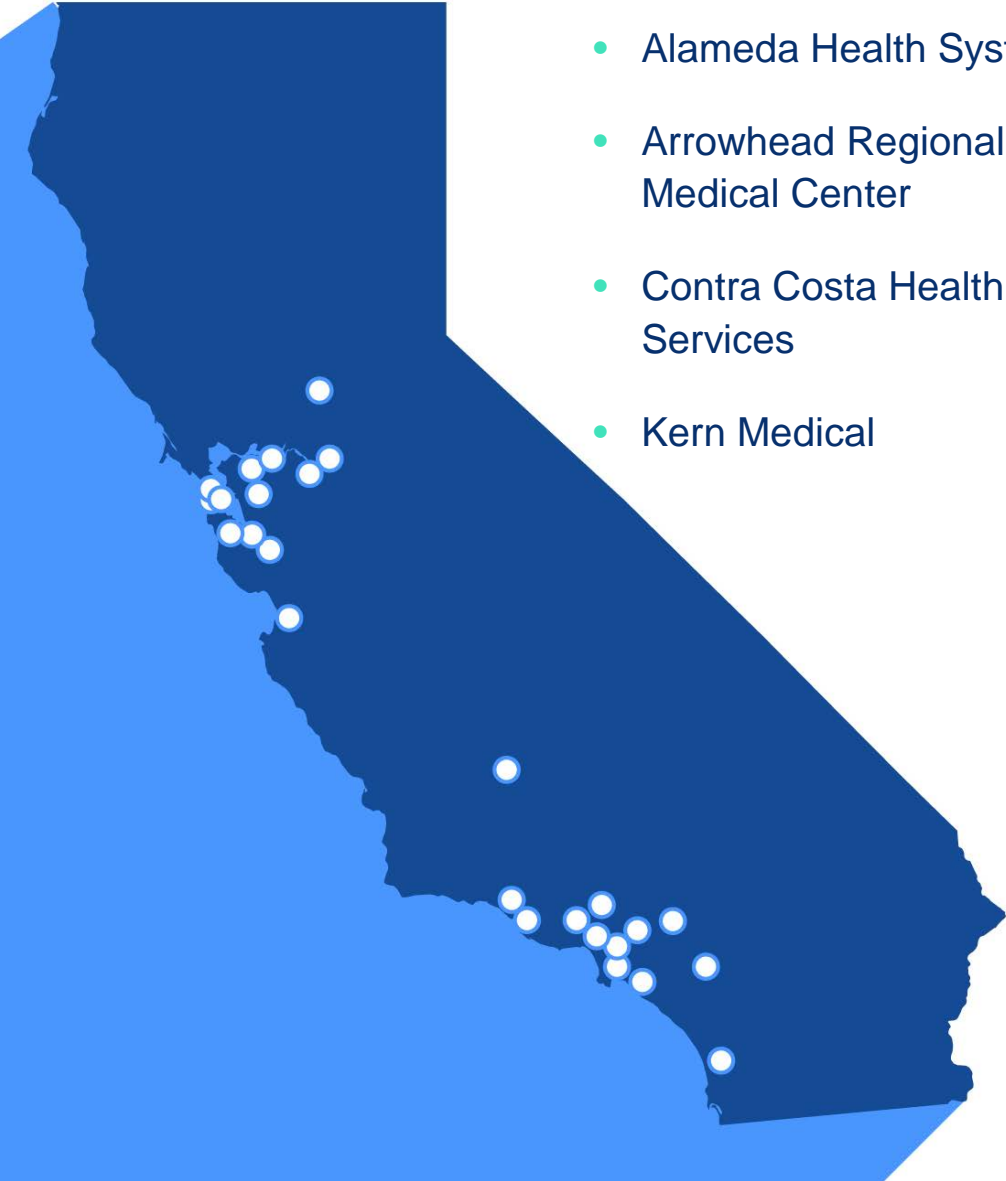 • Alameda Health Syst
• Arrowhead Regional
Medical Center
• Contra Costa Health
Services
• Kern Medical